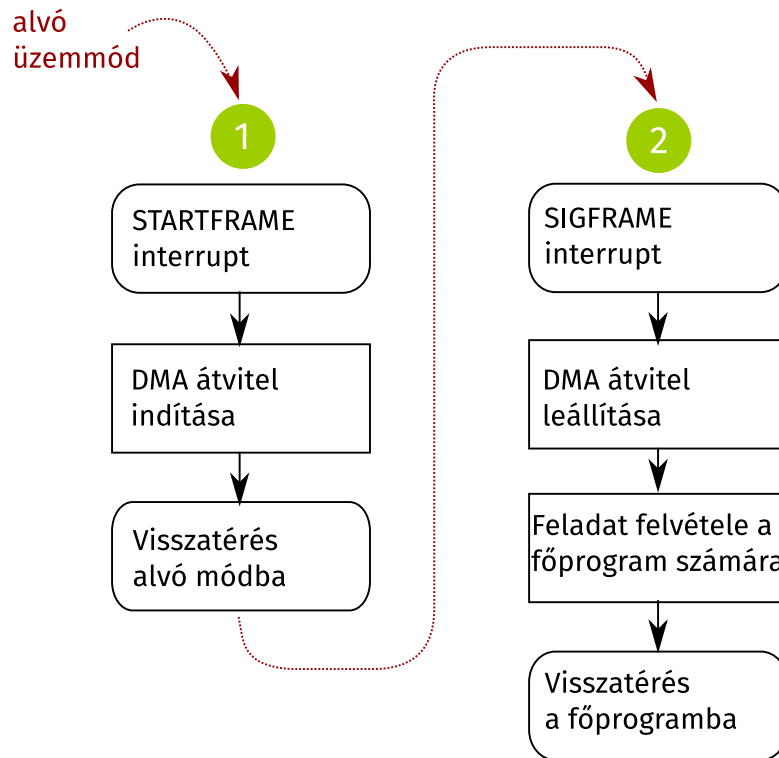 alvó
üzemmód
1
STARTFRAME
interrupt
DMA átvitel
indítása
Visszatérés
alvó módba
2
SIGFRAME
interrupt
DMA átvitel
leállítása
Feladat felvétele a
főprogram számára
Visszatérés
a főprogramba